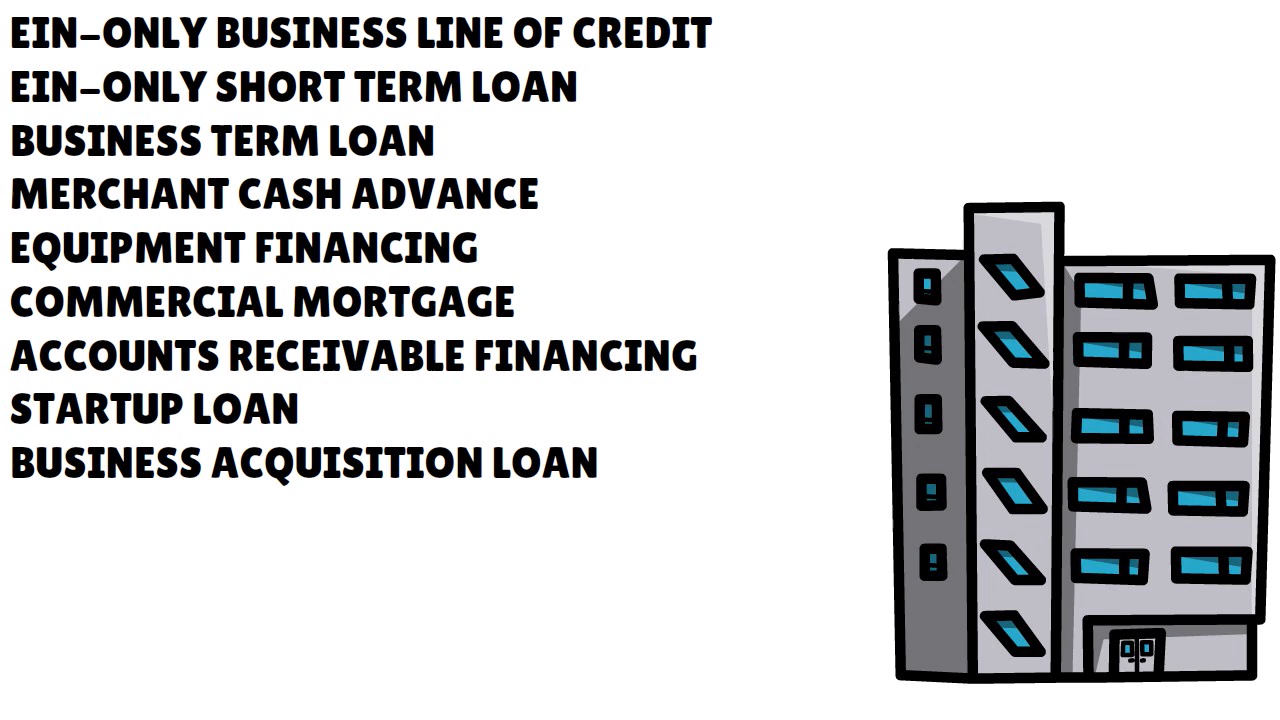 EIN–ONLY BUSINESS LINE OF CREDIT
EIN–ONLY SHORT TERM LOAN
BUSINESS TERM LOAN
MERCHANT CASH ADVANCE
EQUIPMENT FINANCING
COMMERCIAL MORTGAGE
ACCOUNTS RECEIVABLE FINANCING
STARTUP LOAN
BUSINESS ACQUISITION LOAN